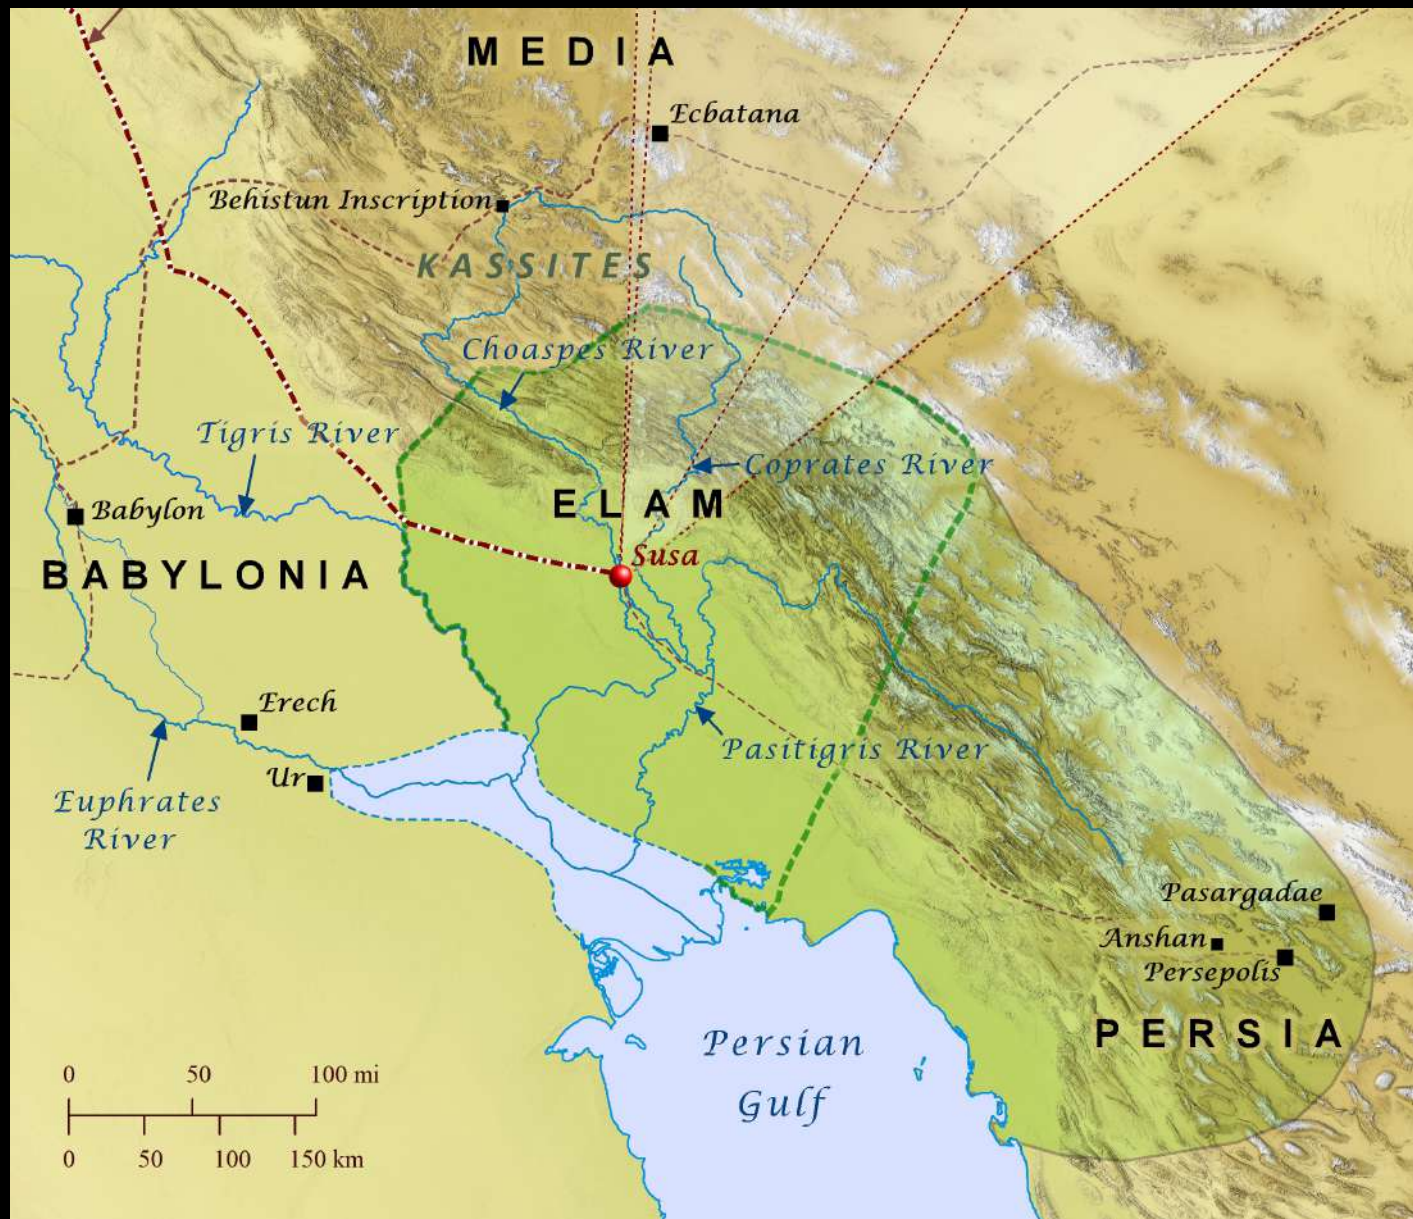 MEDIA
Ecbatana
Behistun Inscription
KASSITES
Choaspes River
Tigris River
Coprates River
ELAM
Babylon
Susa
BABYLONIA
Erech
Pasitigris River
Ur
Euphrates
River
Pasargadae
Anshan
Persepolis
PERSIA
Persian
Gulf
0 50 100 mi
0 50 100 150 km